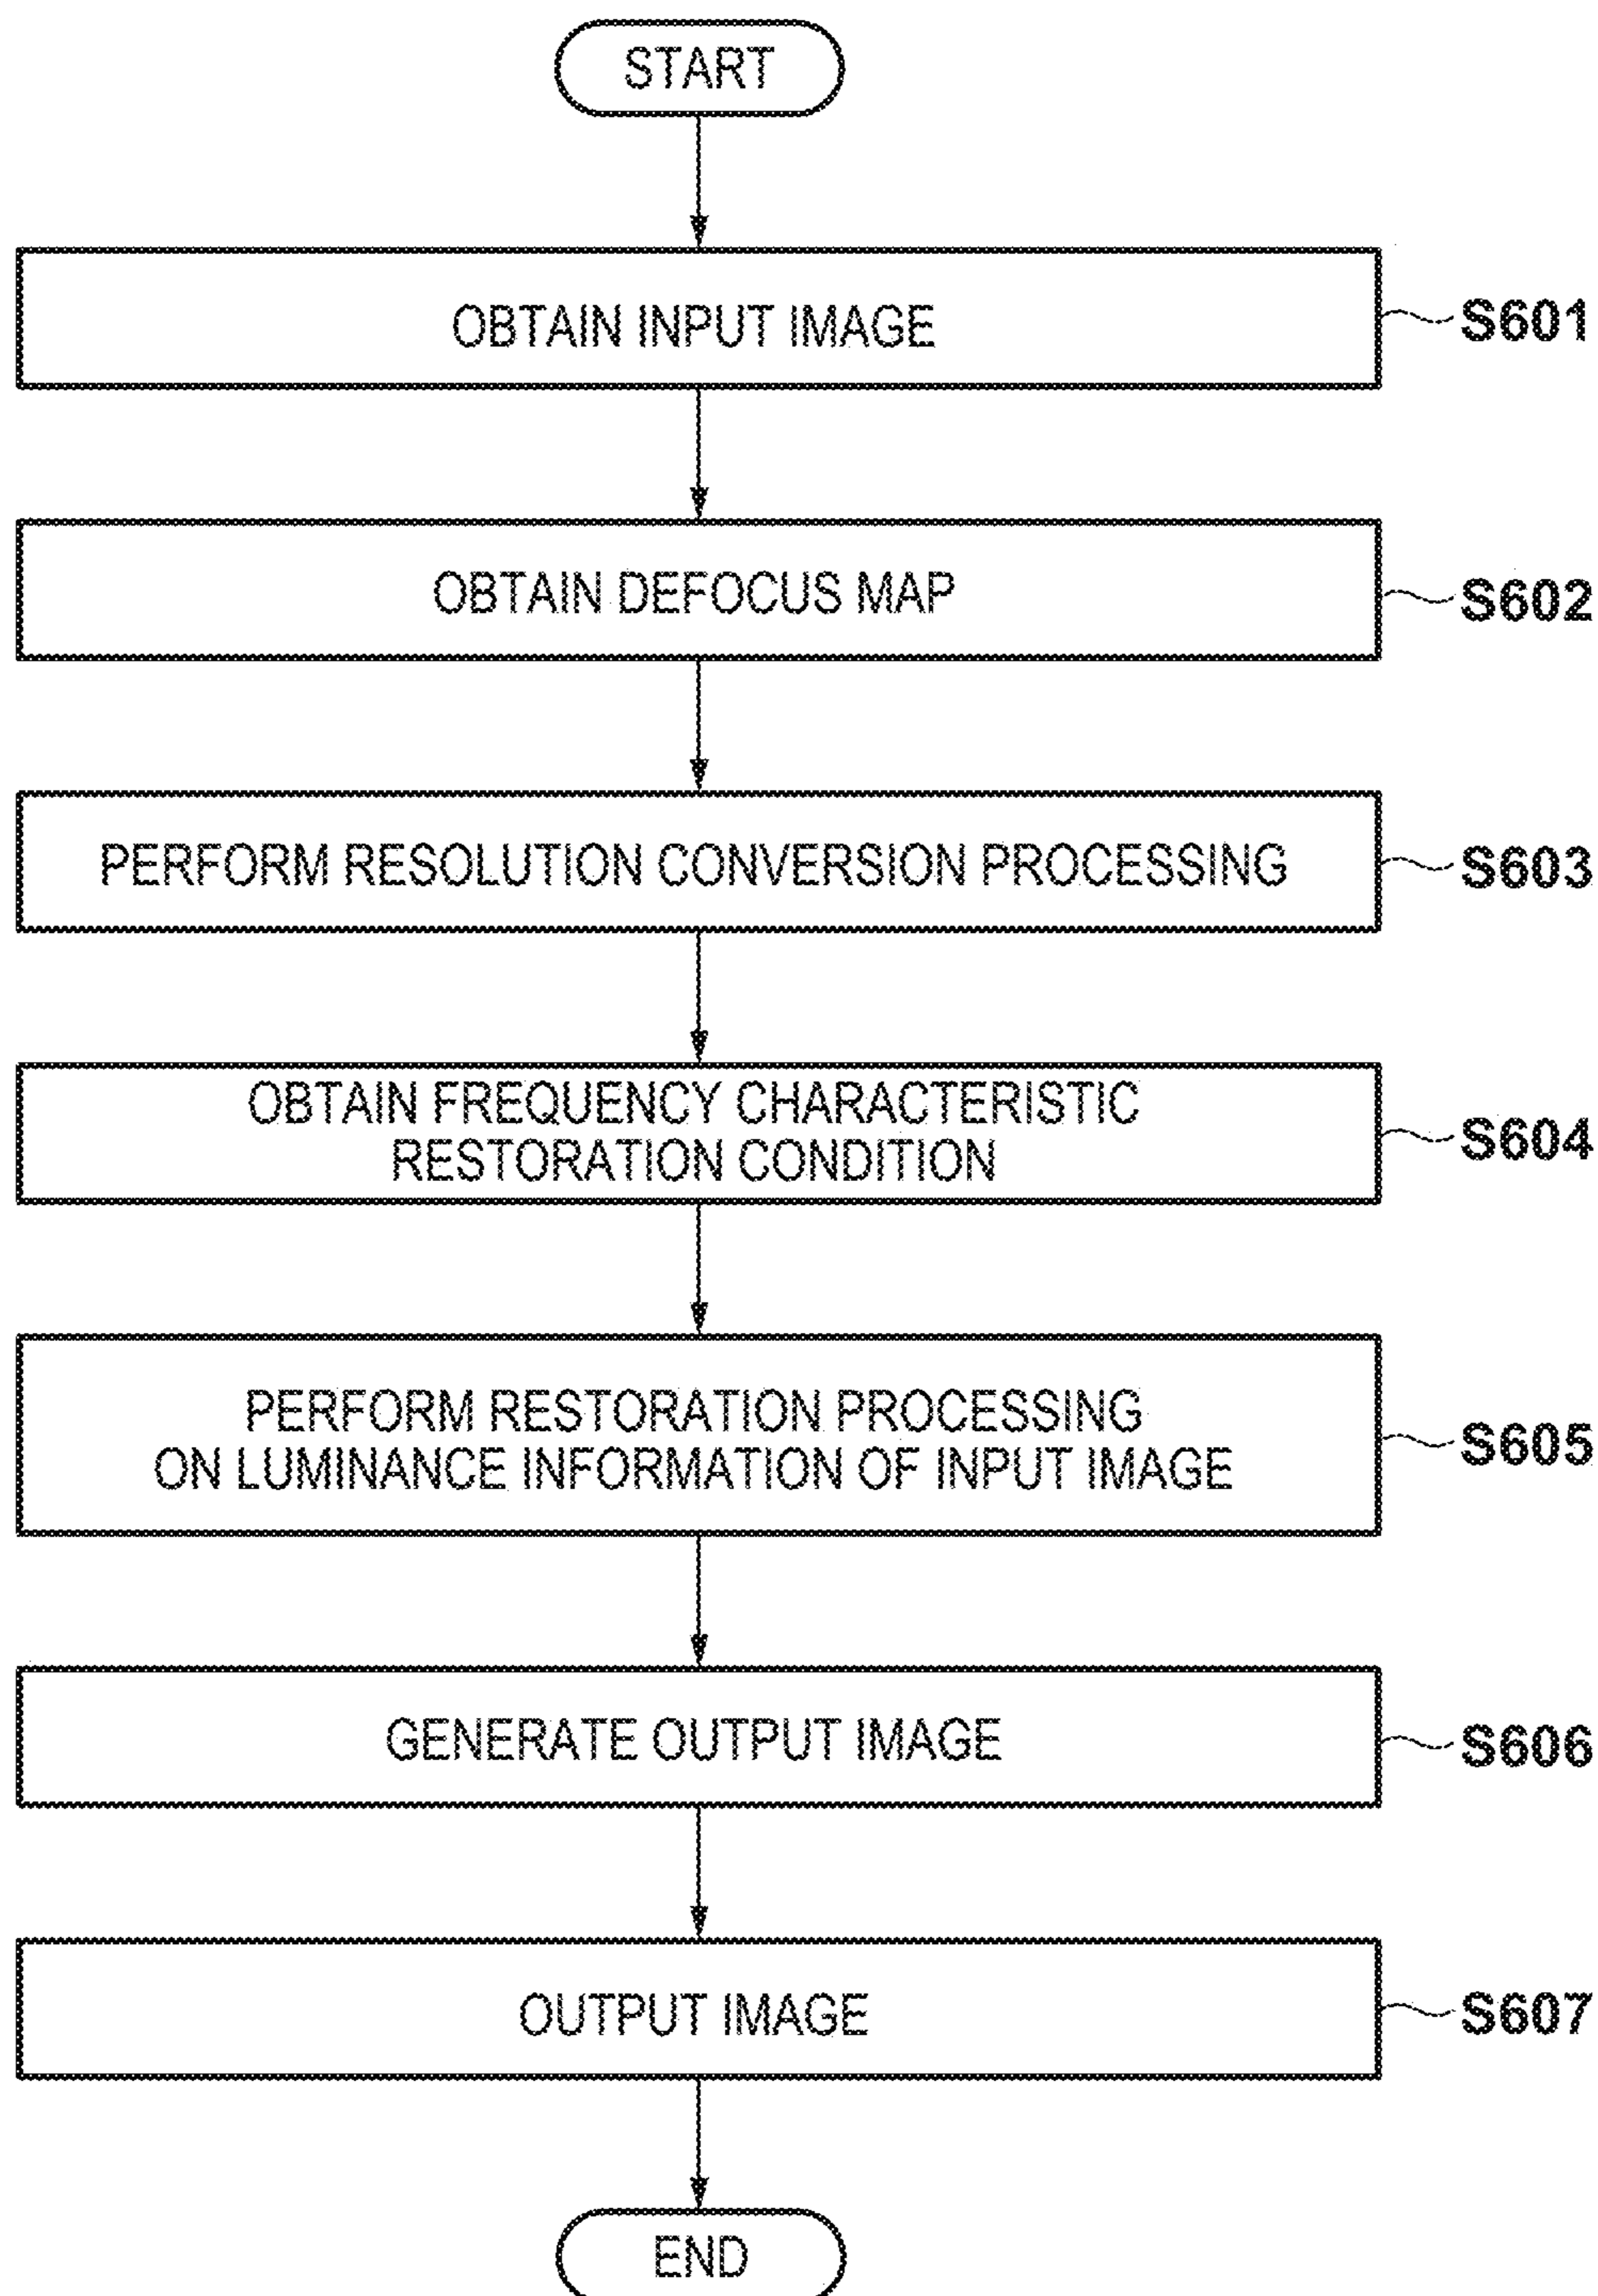 START
OBTAIN INPUT IMAGE
S601
OBTAIN DEFOCUS MAP
S602
PERFORM RESOLUTION CONVERSION PROCESSING
S603
OBTAIN FREQUENCY CHARACTERISTIC
RESTORATION CONDITION
S604
PERFORM RESTORATION PROCESSING
ON LUMINANCE INFORMATION OF INPUT IMAGE
S605
GENERATE OUTPUT IMAGE
S606
OUTPUT IMAGE
S607
END